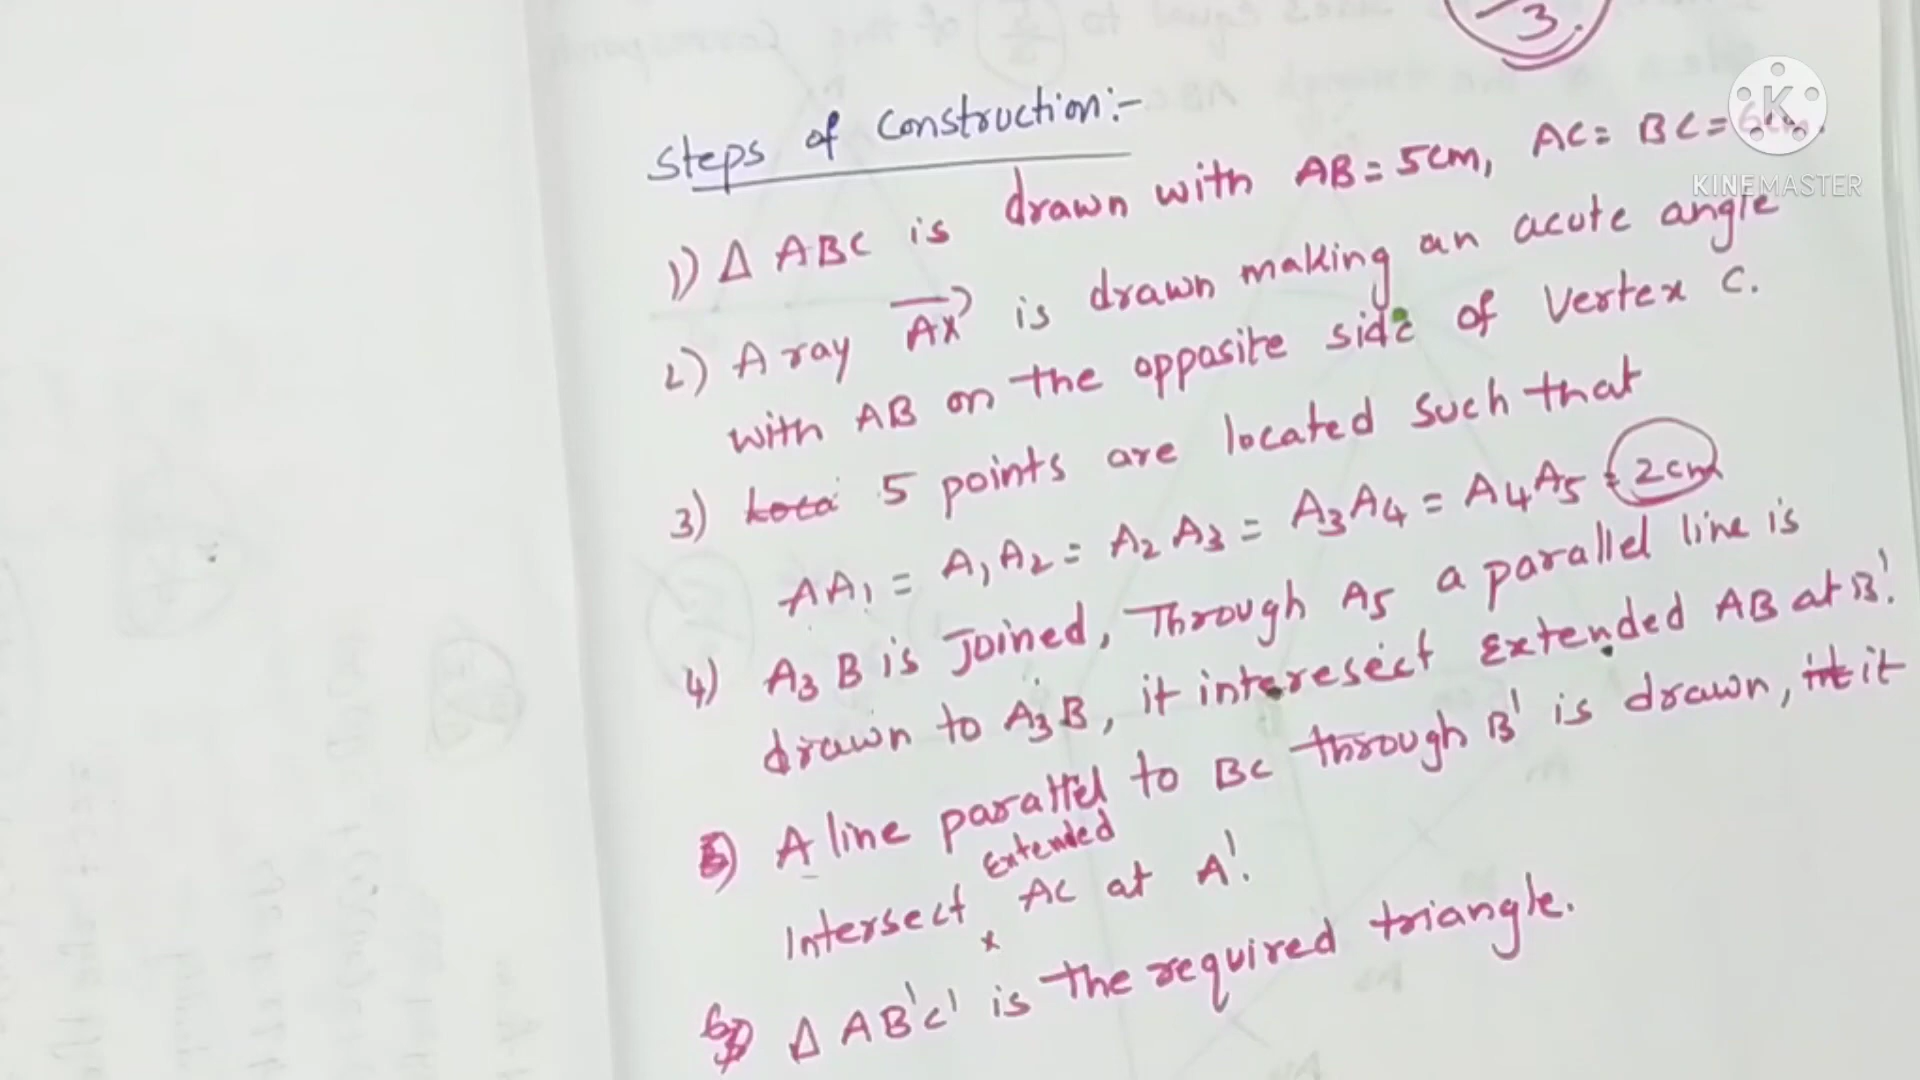 3.
Steps of Construction:-
1) Δ ABC is drawn with AB = 5cm, AC = BC = 6cm.
K
KINEMASTER
2) A ray AX is drawn making an acute angle
with AB on the opposite side of Vertex C.
3) 5 points are located such that
AA1 = A1A2 = A2A3 = A3A4 = A4A5 = 2cm
4) A3B is Joined, Through A5 a parallel line is
drawn to A3B, it interesect Extended AB at B'.
5) A line parallel to BC through B' is drawn, it
Intersect Extended AC at A'.
6) Δ AB'C' is the required triangle.